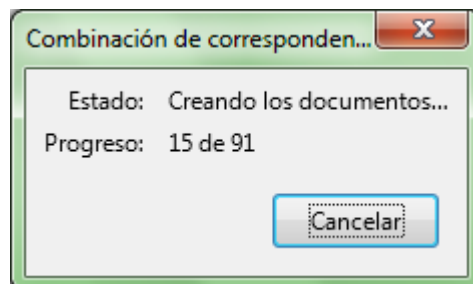 Combinación de corresponden...
Estado: Creando los documentos...
Progreso: 15 de 91
Cancelar